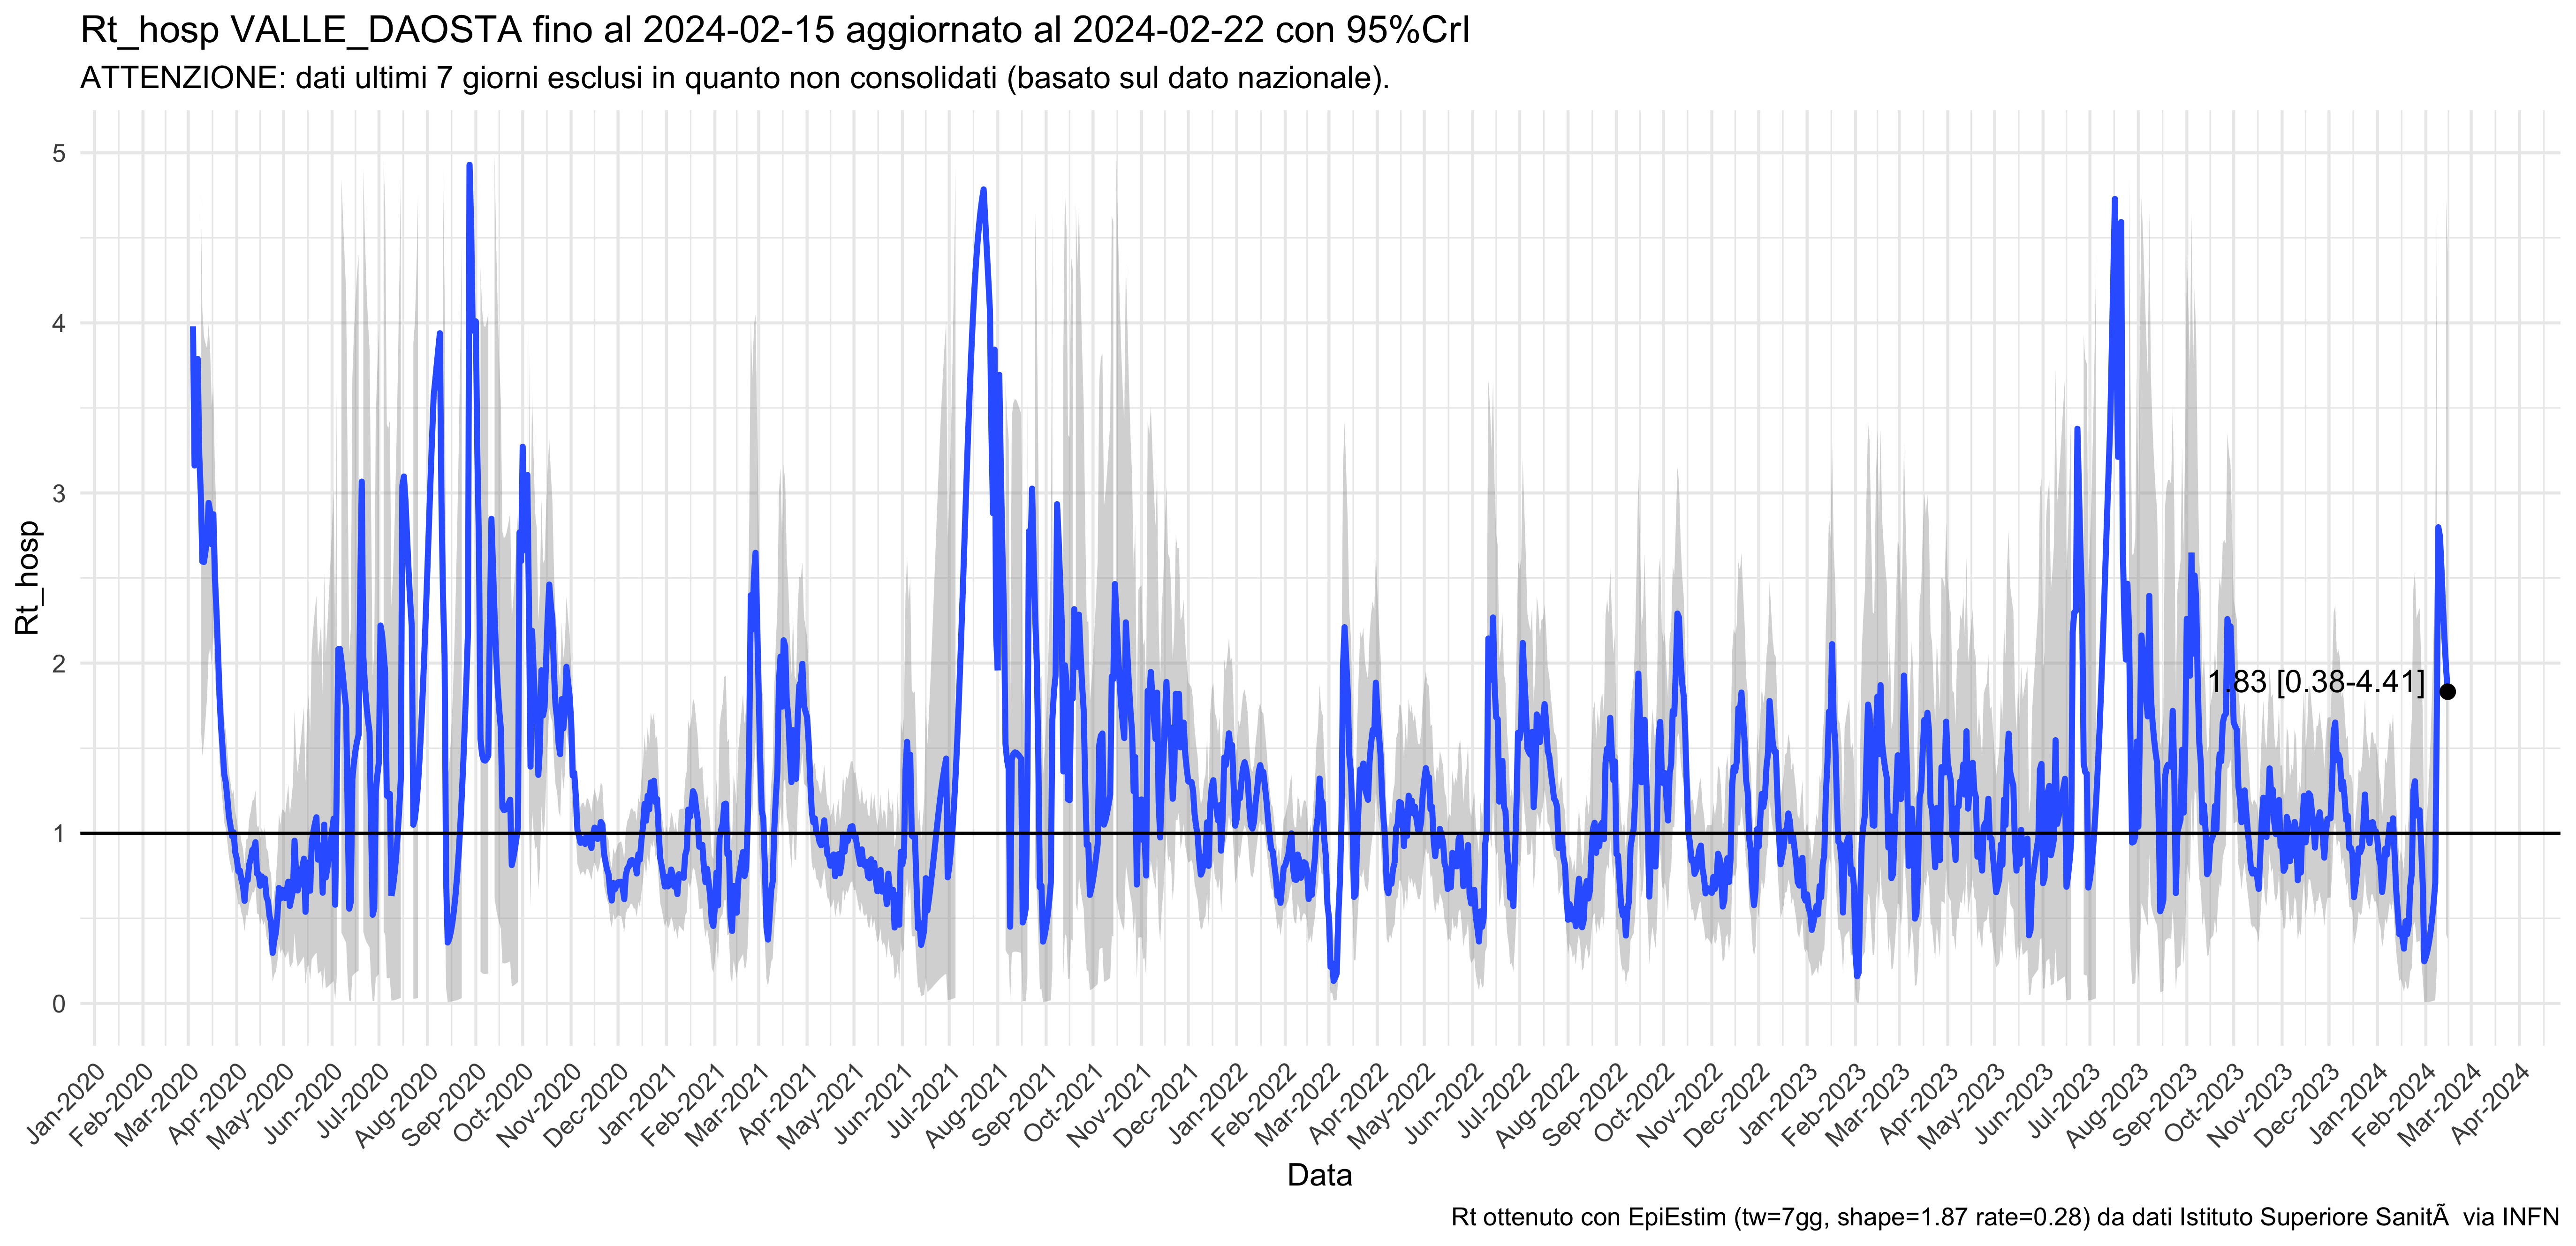 Rt_hosp VALLE_DAOSTA fino al 2024-02-15 aggiornato al 2024-02-22 con 95%CrI
ATTENZIONE: dati ultimi 7 giorni esclusi in quanto non consolidati (basato sul dato nazionale).
5
4
3
2
1
0
Rt_hosp
1.83 [0.38-4.41]
Jan-2020
Feb-2020
Mar-2020
Apr-2020
May-2020
Jun-2020
Jul-2020
Aug-2020
Sep-2020
Oct-2020
Nov-2020
Dec-2020
Jan-2021
Feb-2021
Mar-2021
Apr-2021
May-2021
Jun-2021
Jul-2021
Aug-2021
Sep-2021
Oct-2021
Nov-2021
Dec-2021
Jan-2022
Feb-2022
Mar-2022
Apr-2022
May-2022
Jun-2022
Jul-2022
Aug-2022
Sep-2022
Oct-2022
Nov-2022
Dec-2022
Jan-2023
Feb-2023
Mar-2023
Apr-2023
May-2023
Jun-2023
Jul-2023
Aug-2023
Sep-2023
Oct-2023
Nov-2023
Dec-2023
Jan-2024
Feb-2024
Mar-2024
Apr-2024
Data
Rt ottenuto con EpiEstim (tw=7gg, shape=1.87 rate=0.28) da dati Istituto Superiore SanitÃ  via INFN